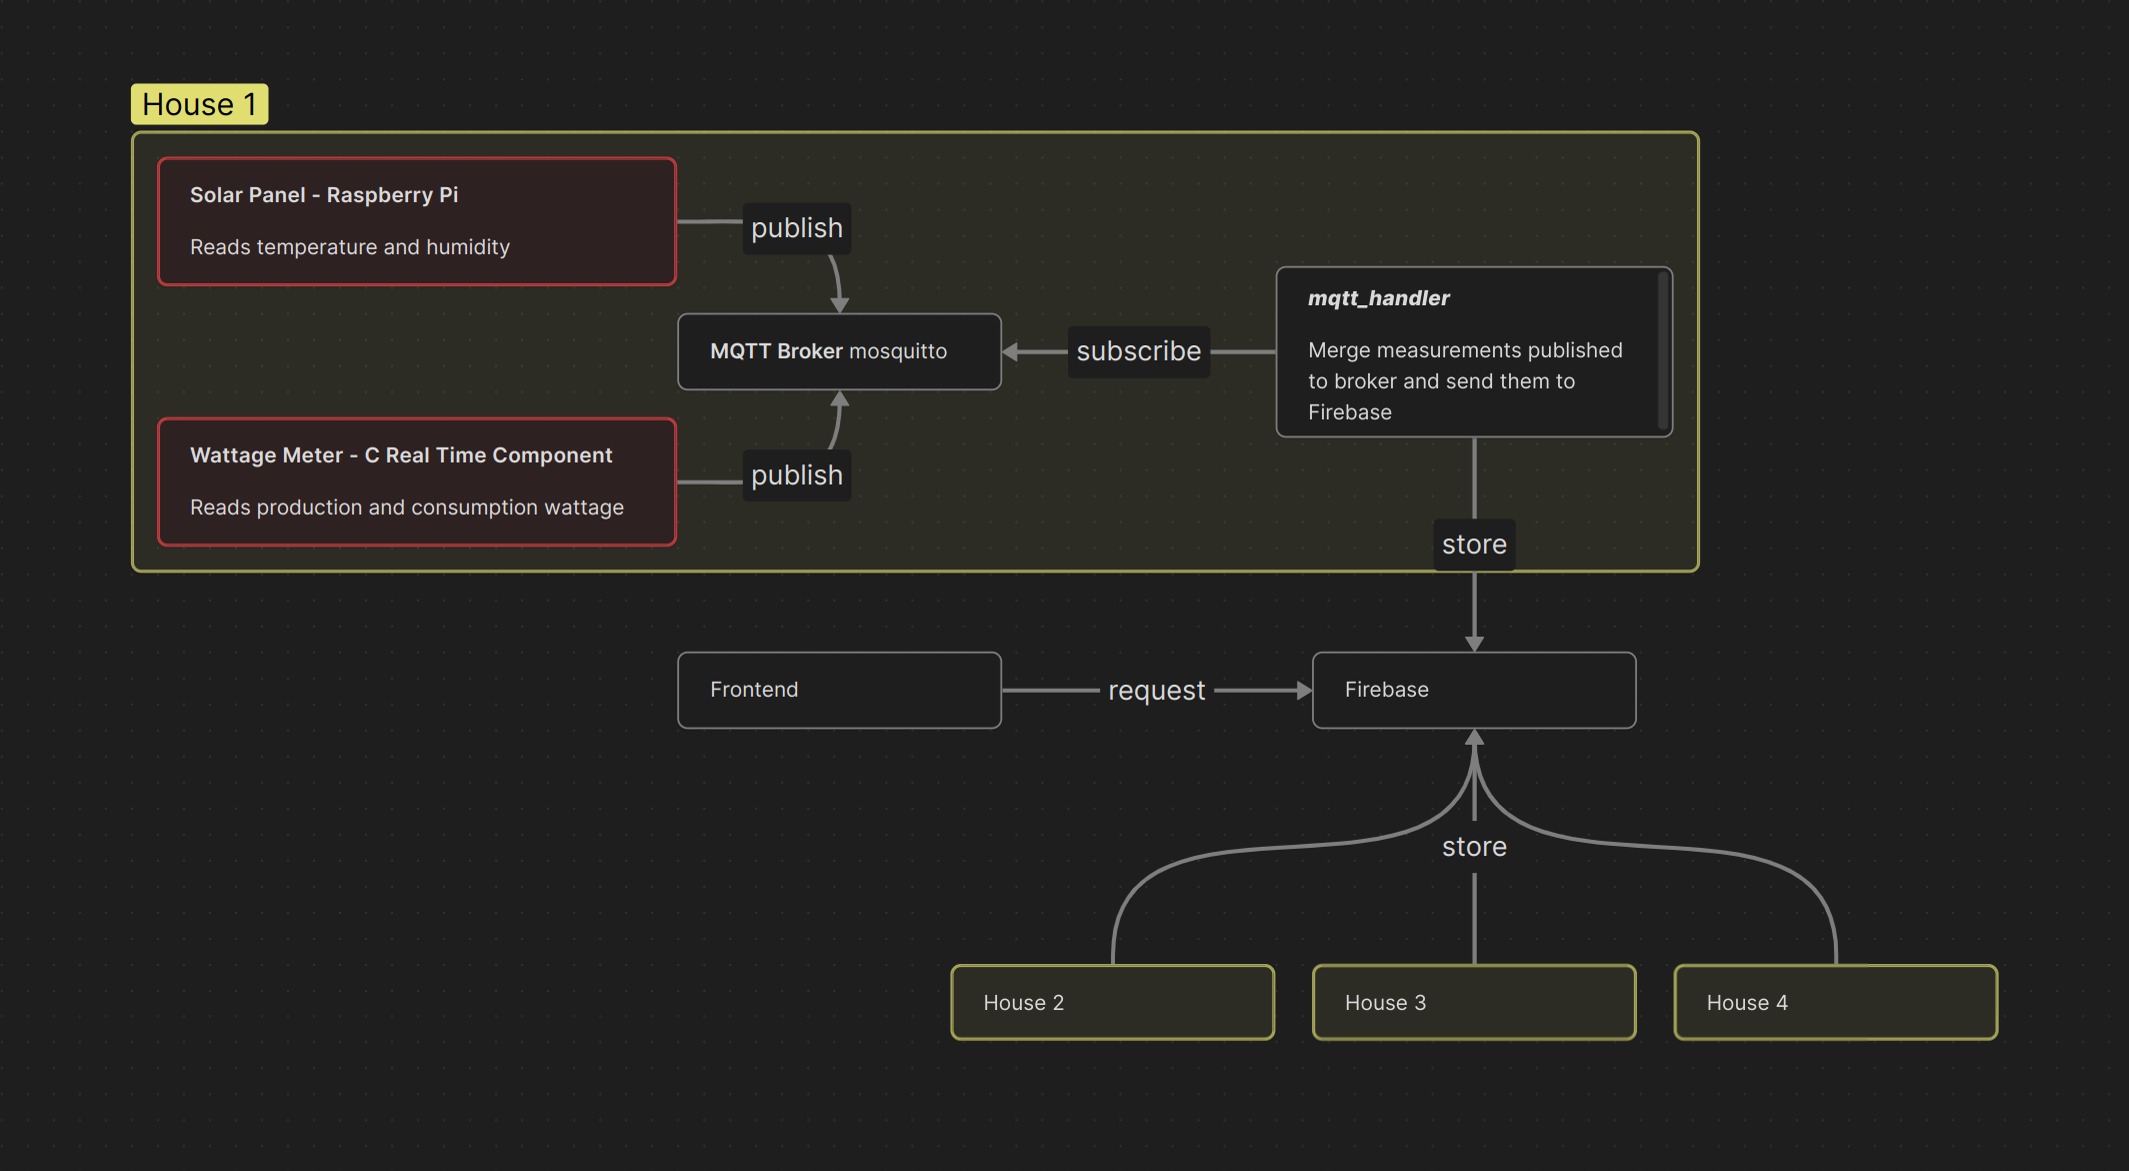 House 1
Solar Panel - Raspberry Pi
Reads temperature and humidity
publish
MQTT Broker mosquitto
subscribe
mqtt_handler
Merge measurements published
to broker and send them to
Firebase
Wattage Meter - C Real Time Component
Reads production and consumption wattage
publish
store
Frontend
request
Firebase
store
House 2
House 3
House 4